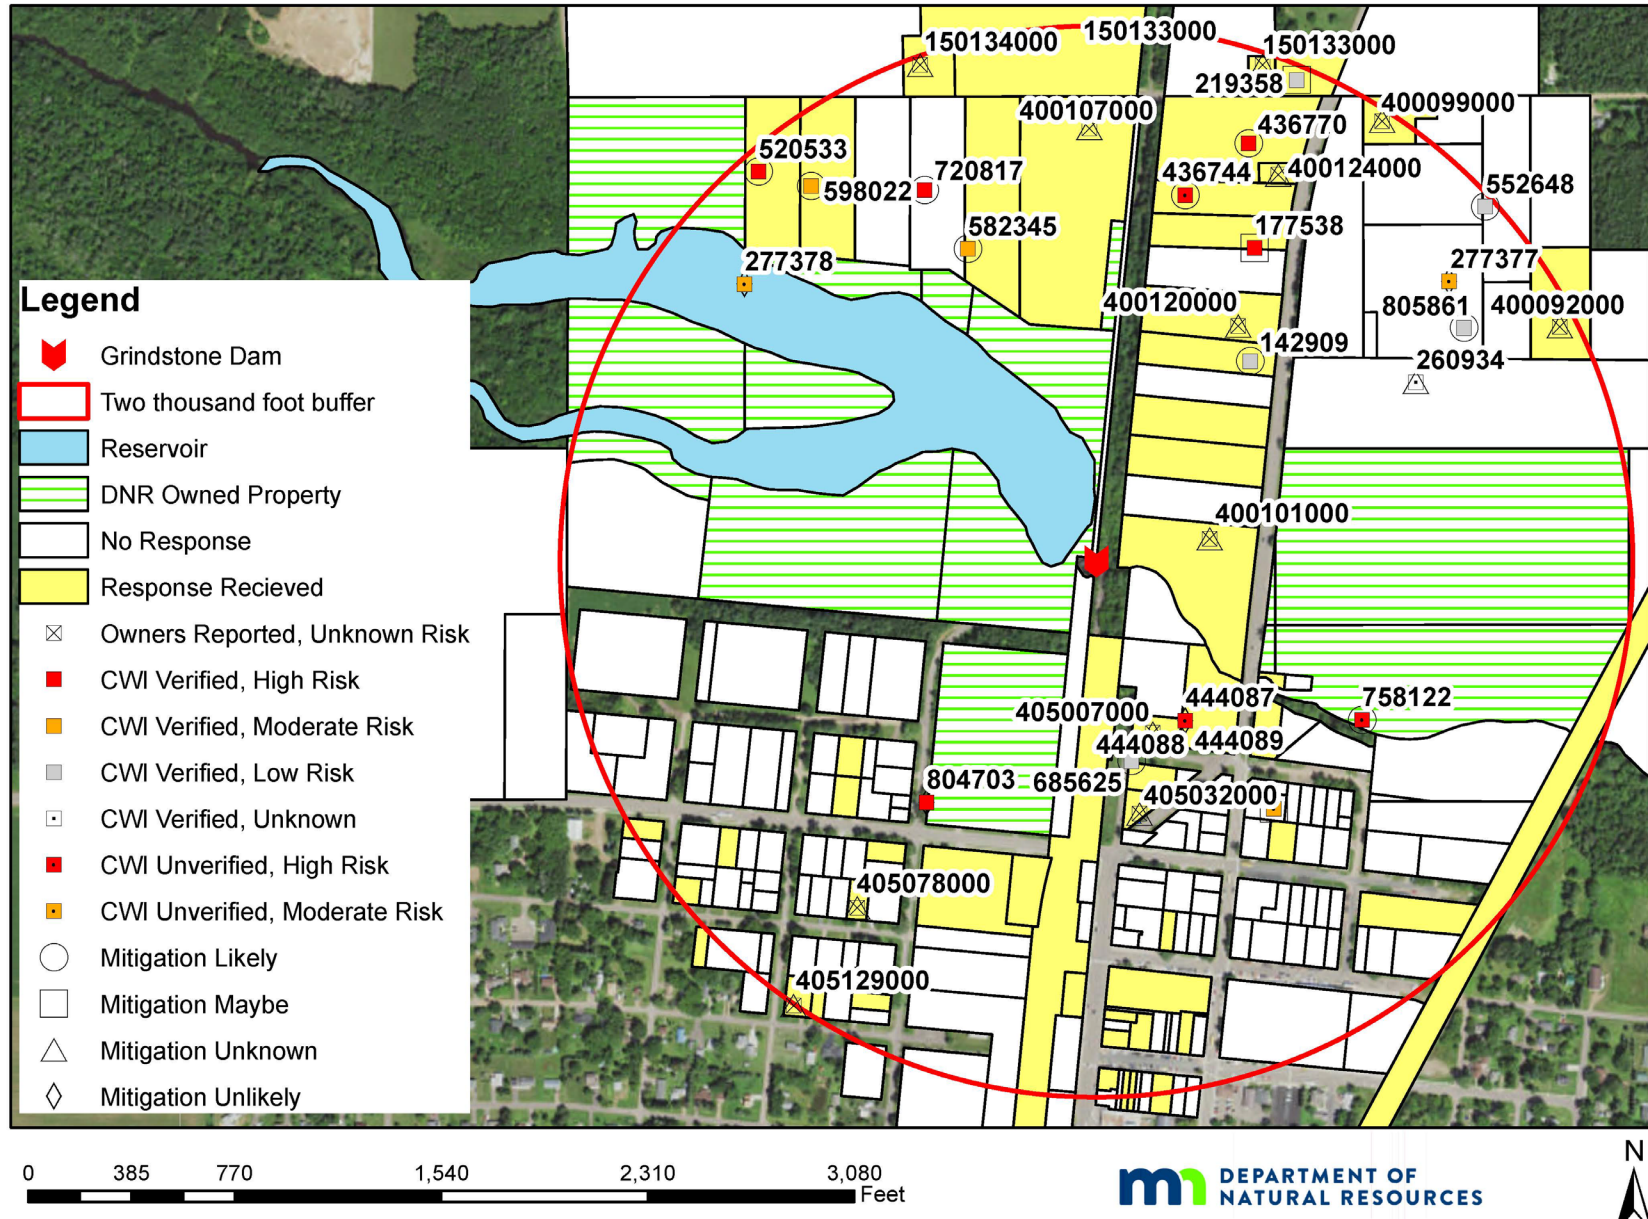 150134000
150133000
150133000
219358
400107000
400099000
436770
520533
720817
436744
400124000
598022
552648
582345
177538
277378
277377
400120000
805861
400092000
142909
260934
400101000
444087
758122
405007000
444088
444089
804703
685625
405032000
405078000
405129000
Legend
Grindstone Dam
Two thousand foot buffer
Reservoir
DNR Owned Property
No Response
Response Recieved
Owners Reported, Unknown Risk
CWI Verified, High Risk
CWI Verified, Moderate Risk
CWI Verified, Low Risk
CWI Verified, Unknown
CWI Unverified, High Risk
CWI Unverified, Moderate Risk
Mitigation Likely
Mitigation Maybe
Mitigation Unknown
Mitigation Unlikely
0 385 770 1,540 2,310 3,080
Feet
mn DEPARTMENT OF
NATURAL RESOURCES
N